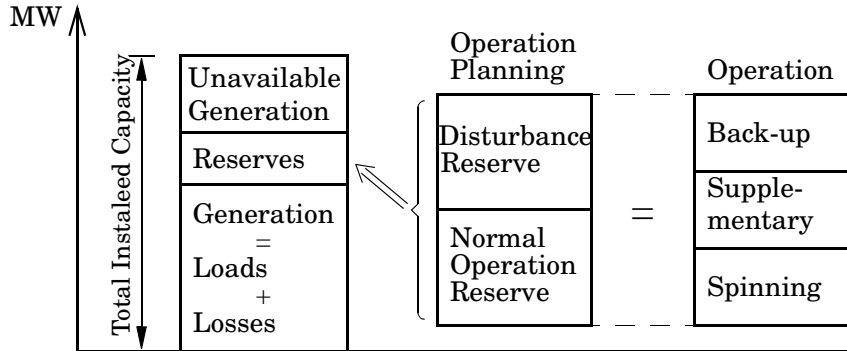 MW
Total Instaleed Capacity
Unavailable
Generation
Reserves
Generation
=
Loads
+
Losses
Operation
Planning
Disturbance
Reserve
Normal
Operation
Reserve
=
Operation
Back-up
Supple-
mentary
Spinning